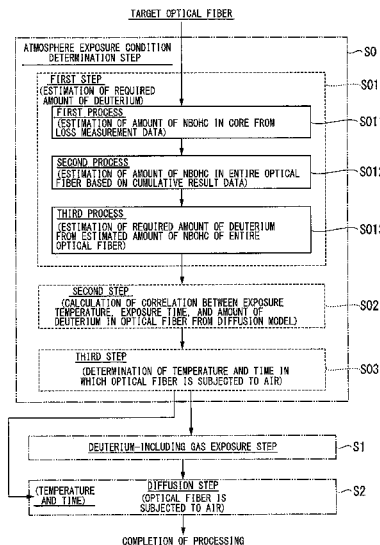 TARGET OPTICAL FIBER
ATMOSPHERE EXPOSURE CONDITION
DETERMINATION STEP
S0
FIRST STEP
(ESTIMATION OF REQUIRED
AMOUNT OF DEUTERIUM)
S01
FIRST PROCESS
(ESTIMATION OF AMOUNT OF NBOHC IN CORE FROM
LOSS MEASUREMENT DATA)
S011
SECOND PROCESS
(ESTIMATION OF AMOUNT OF NBOHC IN ENTIRE OPTICAL
FIBER BASED ON CUMULATIVE RESULT DATA)
S012
THIRD PROCESS
(ESTIMATION OF REQUIRED AMOUNT OF DEUTERIUM
FROM ESTIMATED AMOUNT OF NBOHC OF ENTIRE
OPTICAL FIBER)
S013
SECOND STEP
(CALCULATION OF CORRELATION BETWEEN EXPOSURE
TEMPERATURE, EXPOSURE TIME, AND AMOUNT OF
DEUTERIUM IN OPTICAL FIBER FROM DIFFUSION MODEL)
S02
THIRD STEP
(DETERMINATION OF TEMPERATURE AND TIME IN
WHICH OPTICAL FIBER IS SUBJECTED TO AIR)
S03
DEUTERIUM-INCLUDING GAS EXPOSURE STEP
S1
(TEMPERATURE
AND TIME)
DIFFUSION STEP
(OPTICAL FIBER IS
SUBJECTED TO AIR)
S2
COMPLETION OF PROCESSING